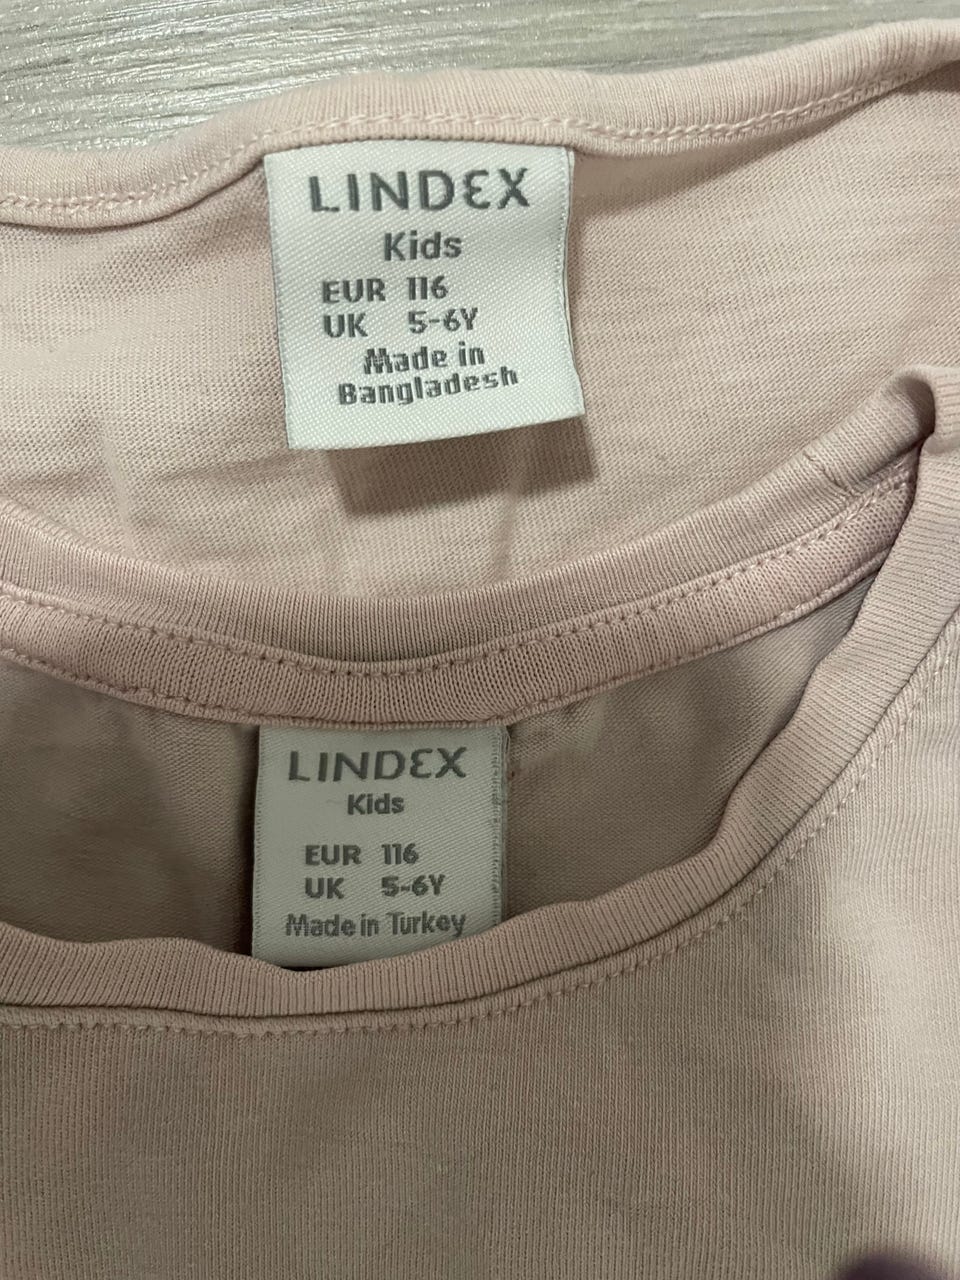 LINDEX
Kids
EUR 116
UK 5-6Y
Made in
Bangladesh
LINDEX
Kids
EUR 116
UK 5-6Y
Made in Turkey